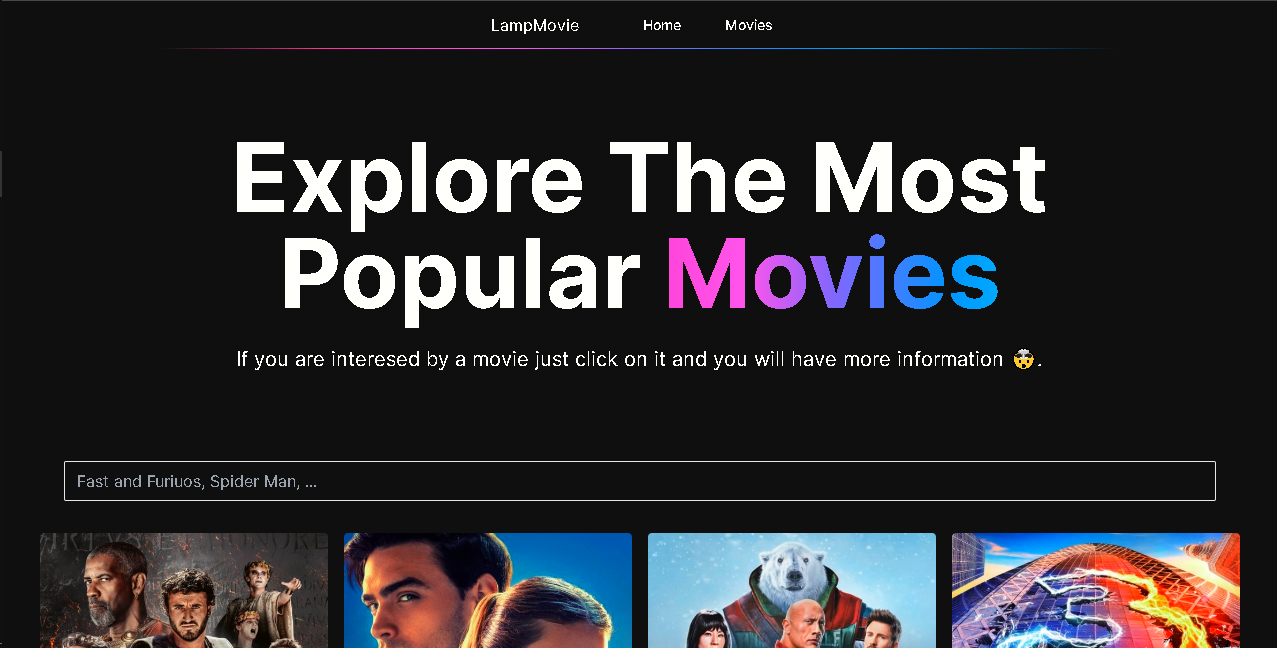 LampMovie Home Movies
Explore The Most
Popular Movies
If you are interesed by a movie just click on it and you will have more information 🤯.
Fast and Furiuos, Spider Man, ...